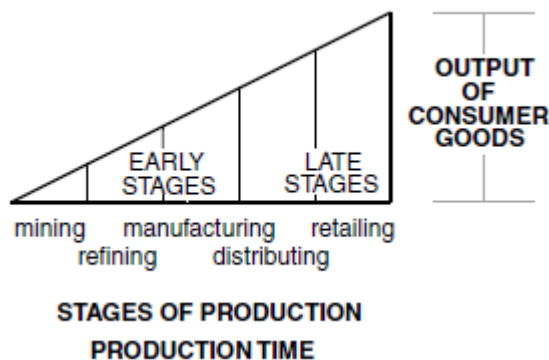 OUTPUT
OF
CONSUMER
GOODS
EARLY
STAGES
LATE
STAGES
mining manufacturing retailing
refining distributing
STAGES OF PRODUCTION
PRODUCTION TIME